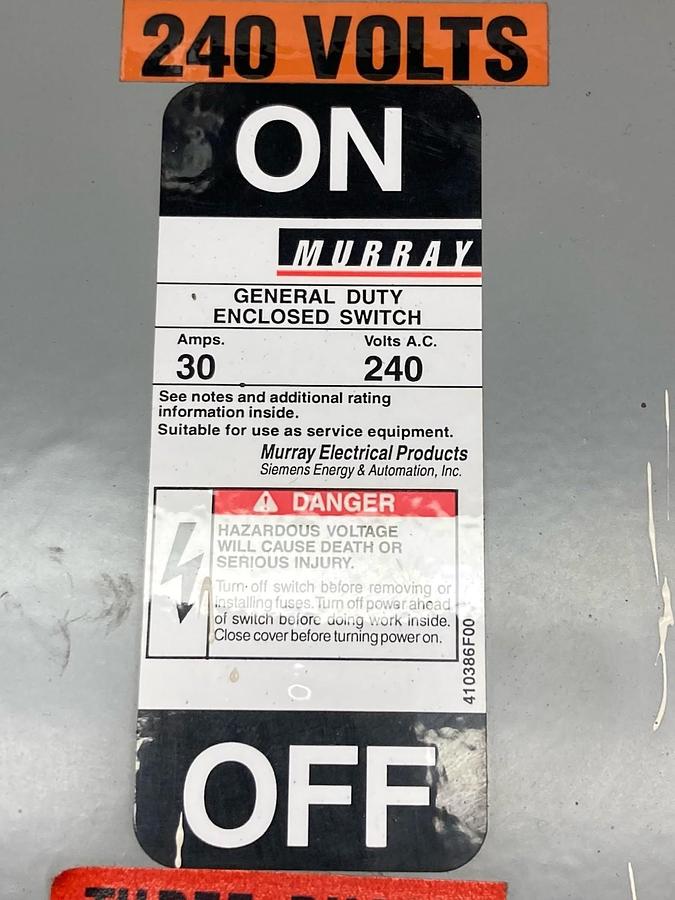 240 VOLTS
ON
MURRAY
GENERAL DUTY
ENCLOSED SWITCH
Amps. Volts A.C.
30 240
See notes and additional rating
information inside.
Suitable for use as service equipment.
Murray Electrical Products
Siemens Energy & Automation, Inc.
DANGER
HAZARDOUS VOLTAGE
WILL CAUSE DEATH OR
SERIOUS INJURY.
Turn off switch before removing or
installing fuses. Turn off power ahead
of switch before doing work inside.
Close cover before turning power on.
410386F00
OFF